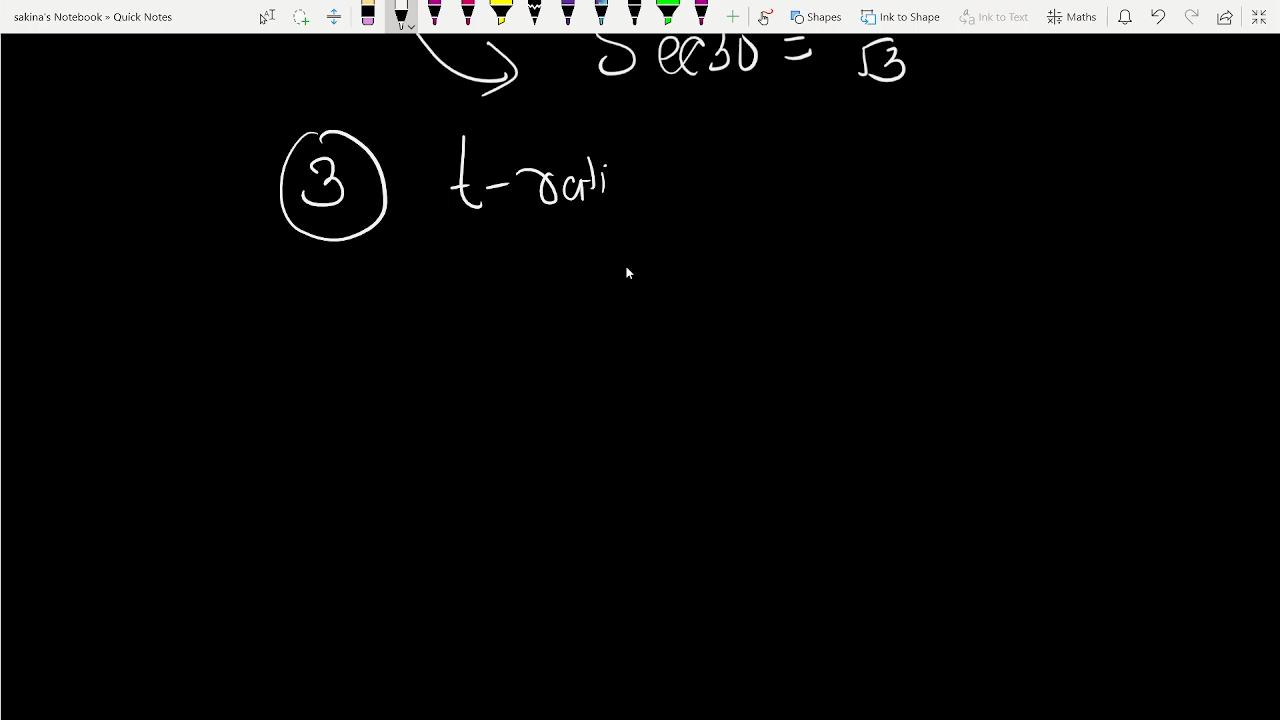 sakina's Notebook » Quick Notes
Shapes
Ink to Shape
Ink to Text
Maths
Sec30 = √3
3 t-rati